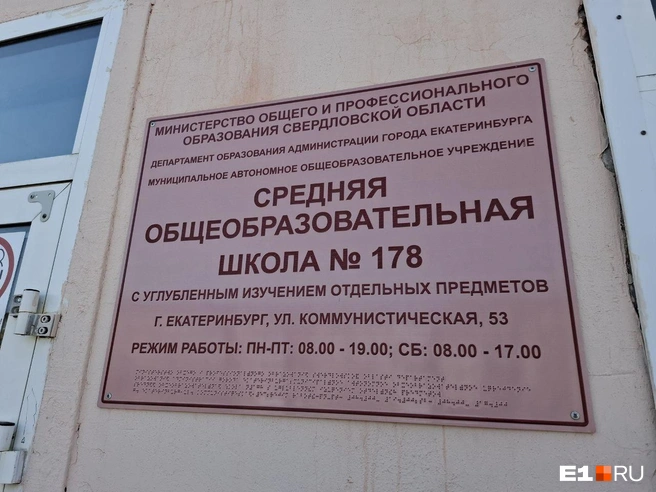 МИНИСТЕРСТВО ОБЩЕГО И ПРОФЕССИОНАЛЬНОГО
ОБРАЗОВАНИЯ СВЕРДЛОВСКОЙ ОБЛАСТИ
ДЕПАРТАМЕНТ ОБРАЗОВАНИЯ АДМИНИСТРАЦИИ ГОРОДА ЕКАТЕРИНБУРГА
МУНИЦИПАЛЬНОЕ АВТОНОМНОЕ ОБЩЕОБРАЗОВАТЕЛЬНОЕ УЧРЕЖДЕНИЕ
СРЕДНЯЯ
ОБЩЕОБРАЗОВАТЕЛЬНАЯ
ШКОЛА № 178
С УГЛУБЛЕННЫМ ИЗУЧЕНИЕМ ОТДЕЛЬНЫХ ПРЕДМЕТОВ
Г. ЕКАТЕРИНБУРГ, УЛ. КОММУНИСТИЧЕСКАЯ, 53
РЕЖИМ РАБОТЫ: ПН-ПТ: 08.00 - 19.00; СБ: 08.00 - 17.00
E1 RU